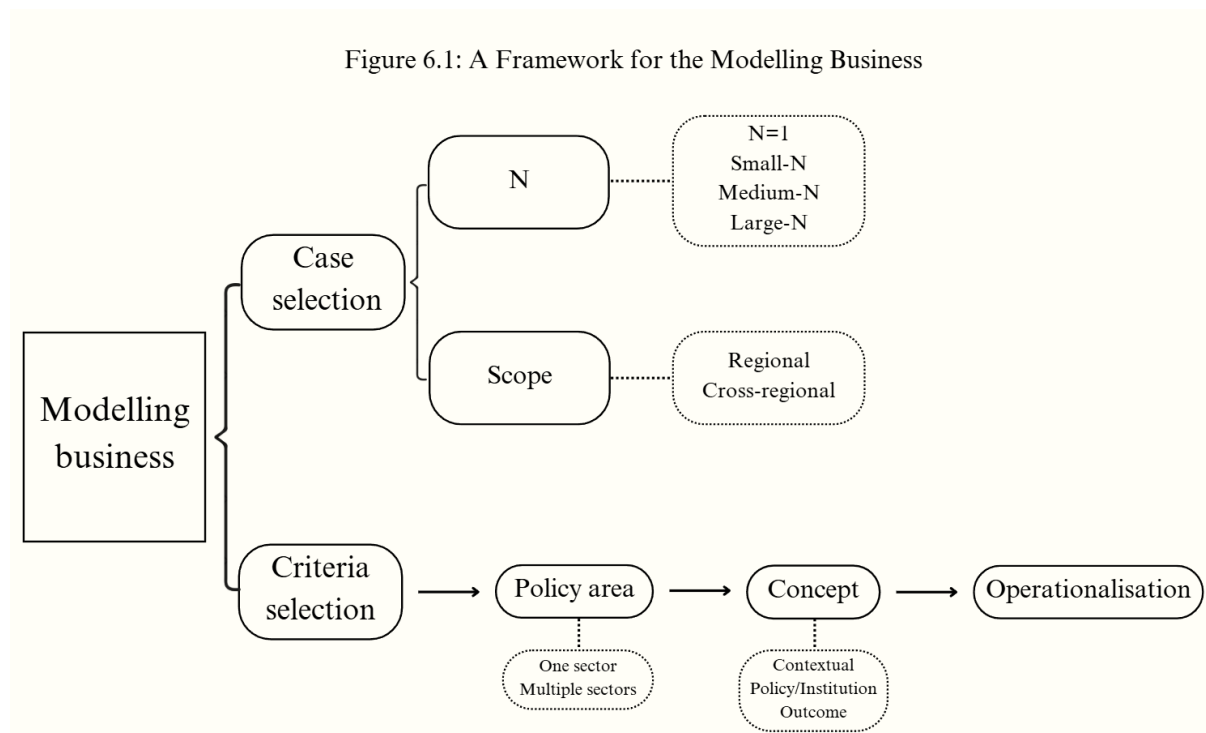 Figure 6.1: A Framework for the Modelling Business
N
N=1
Small-N
Medium-N
Large-N
Case
selection
Scope
Regional
Cross-regional
Modelling
business
Criteria
selection
Policy area
Concept
Operationalisation
One sector
Multiple sectors
Contextual
Policy/Institution
Outcome